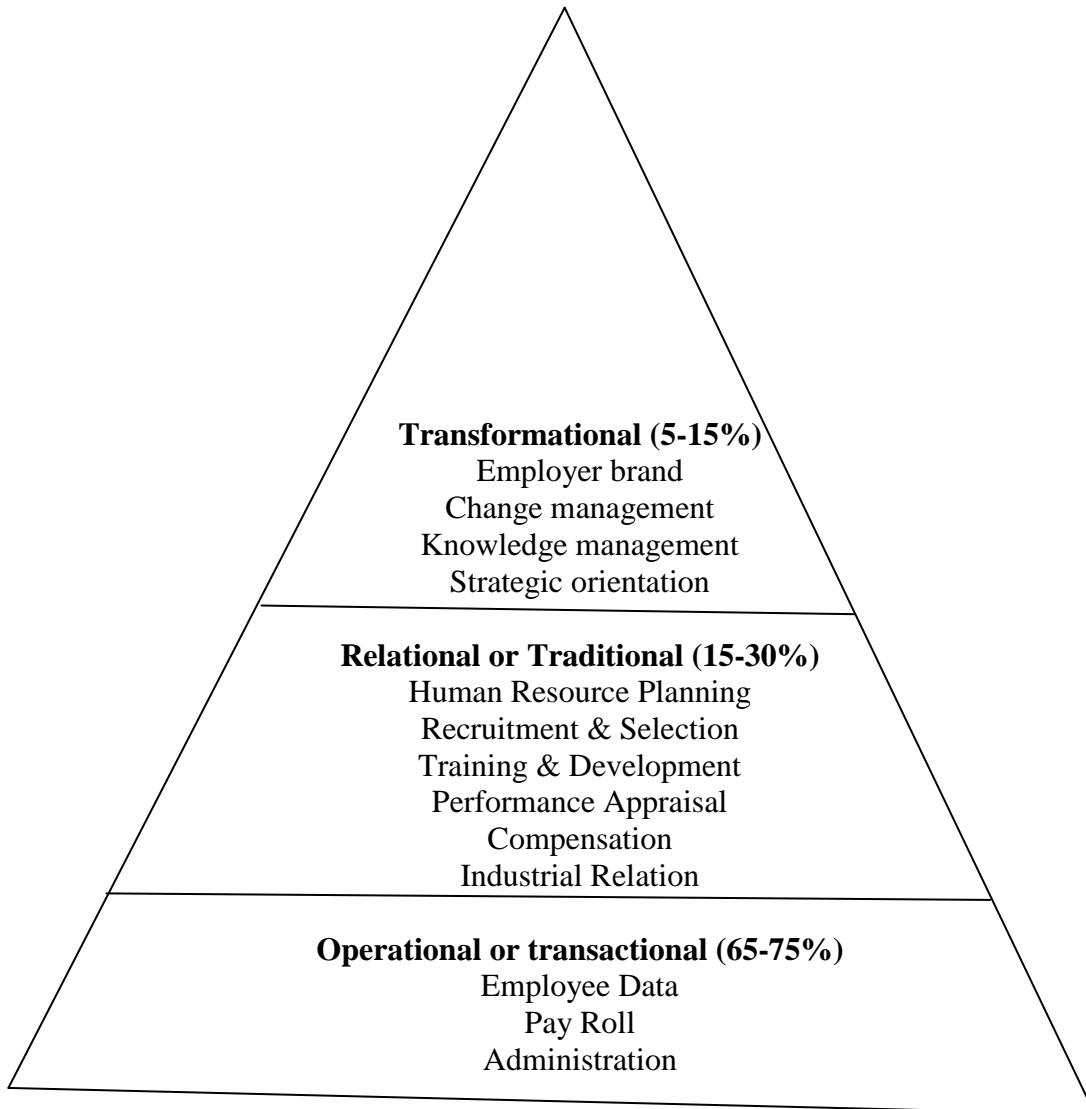 Transformational (5-15%)
Employer brand
Change management
Knowledge management
Strategic orientation
Relational or Traditional (15-30%)
Human Resource Planning
Recruitment & Selection
Training & Development
Performance Appraisal
Compensation
Industrial Relation
Operational or transactional (65-75%)
Employee Data
Pay Roll
Administration